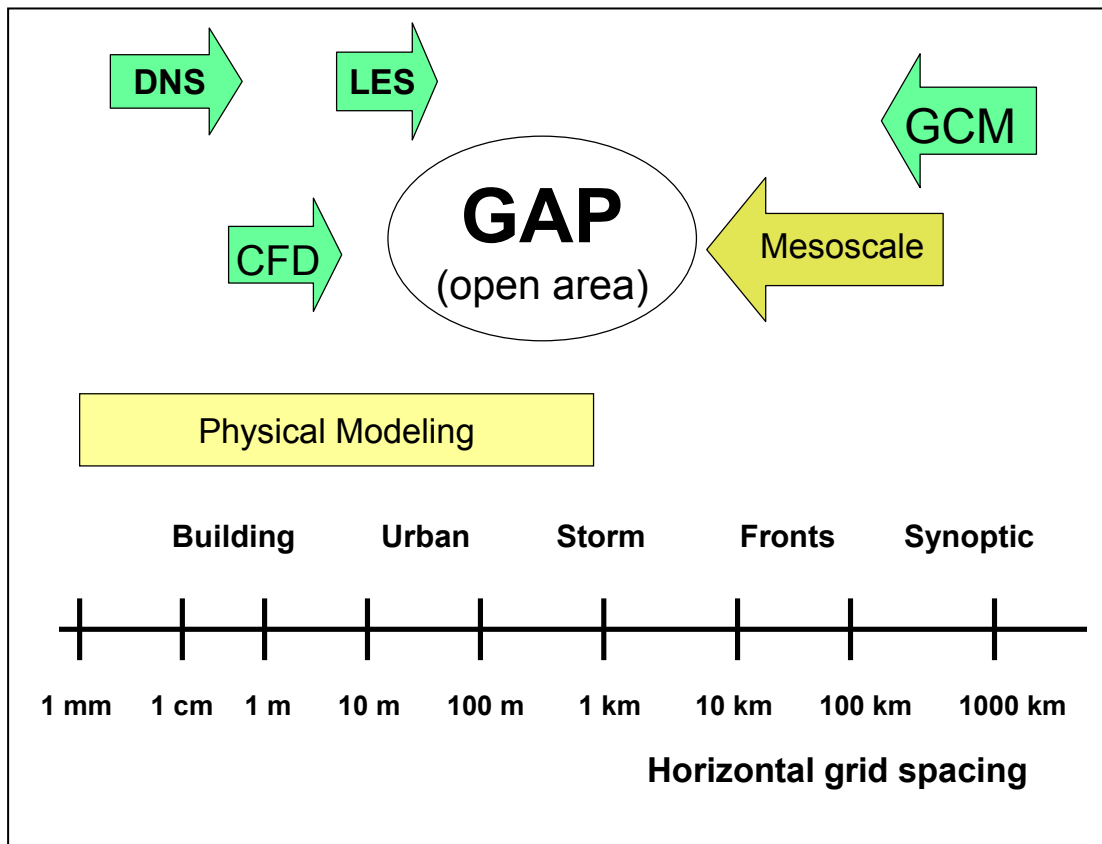 DNS LES
GCM
GAP
Mesoscale
CFD
(open area)
Physical Modeling
Building Urban Storm Fronts Synoptic
1 mm 1 cm 1 m 10 m 100 m 1 km 10 km 100 km 1000 km
Horizontal grid spacing